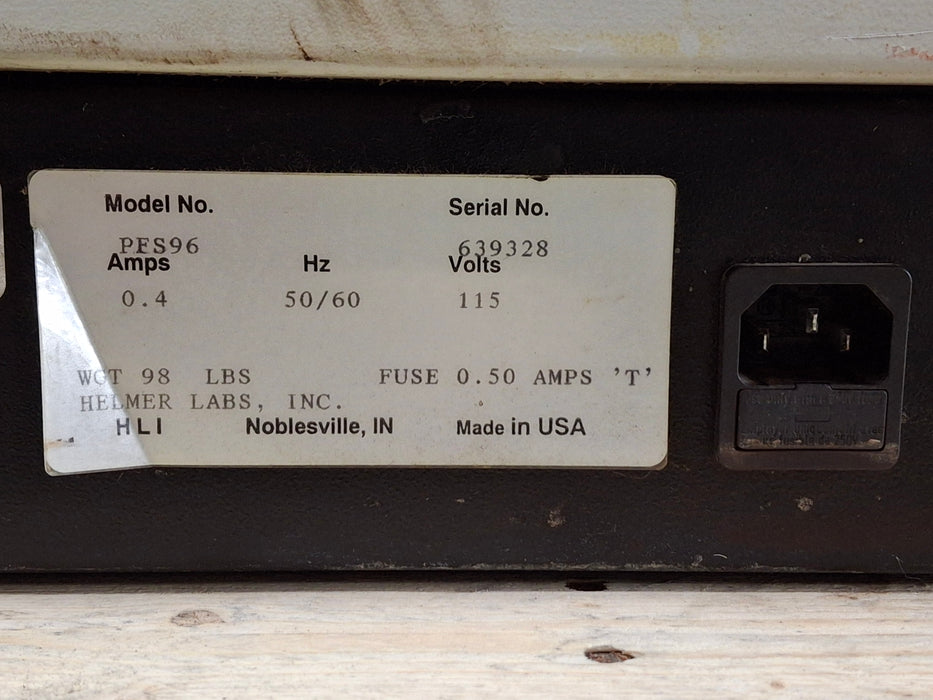 Model No. Serial No.
PFS96 639328
Amps Hz Volts
0.4 50/60 115
WGT 98 LBS FUSE 0.50 AMPS 'T'
HELMER LABS, INC.
HLI Noblesville, IN Made in USA